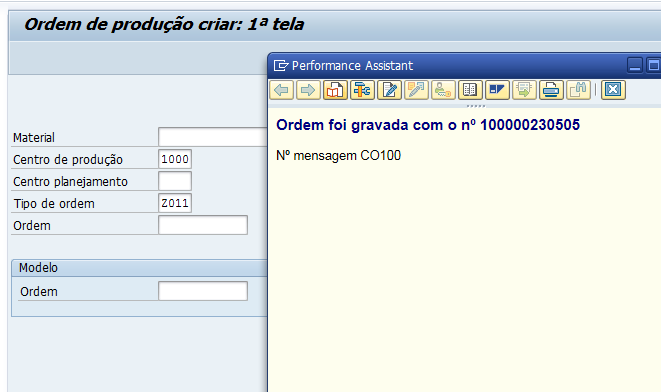 Ordem de produção criar: 1ª tela
Performance Assistant
Ordem foi gravada com o nº 100000230505
Nº mensagem CO100
Material
Centro de produção 1000
Centro planejamento
Tipo de ordem Z011
Ordem
Modelo
Ordem